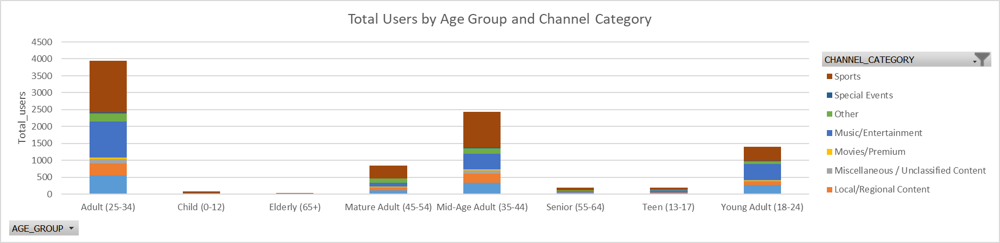 Total Users by Age Group and Channel Category
4500
4000
3500
3000
2500
2000
1500
1000
500
0
Total_users
Adult (25-34)
Child (0-12)
Elderly (65+)
Mature Adult (45-54)
Mid-Age Adult (35-44)
Senior (55-64)
Teen (13-17)
Young Adult (18-24)
CHANNEL_CATEGORY
Sports
Special Events
Other
Music/Entertainment
Movies/Premium
Miscellaneous / Unclassified Content
Local/Regional Content
AGE_GROUP